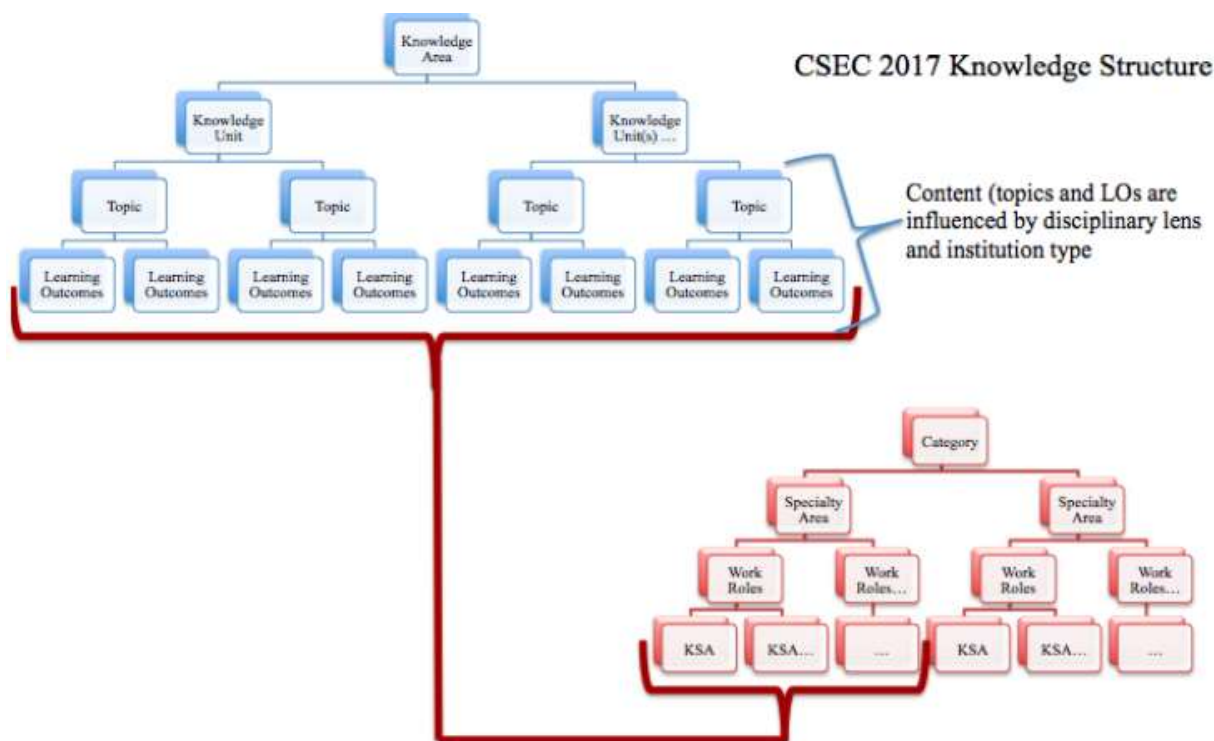 Knowledge
Area
CSEC 2017 Knowledge Structure
Knowledge
Unit
Knowledge
Unit(s) ...
Topic
Topic
Topic
Topic
Content (topics and LOs are
influenced by disciplinary lens
and institution type
Learning
Outcomes
Learning
Outcomes
Learning
Outcomes
Learning
Outcomes
Learning
Outcomes
Learning
Outcomes
Learning
Outcomes
Learning
Outcomes
Category
Specialty
Area
Specialty
Area
Work
Roles
Work
Roles...
Work
Roles
Work
Roles...
KSA
KSA...
...
KSA
KSA...
...